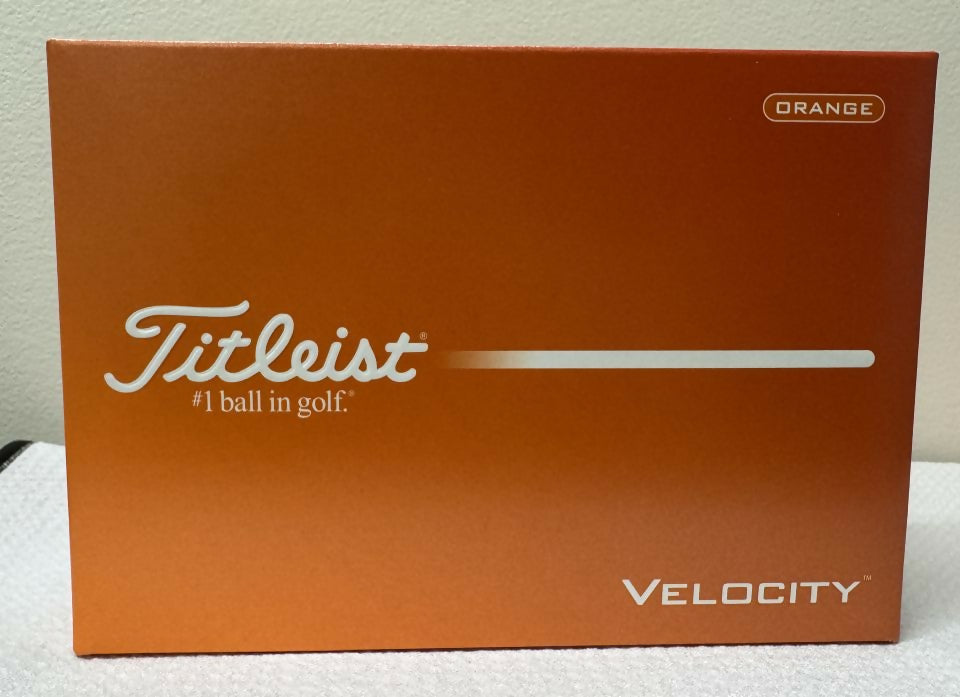 ORANGE
Titleist®
#1 ball in golf.®
VELOCITY™